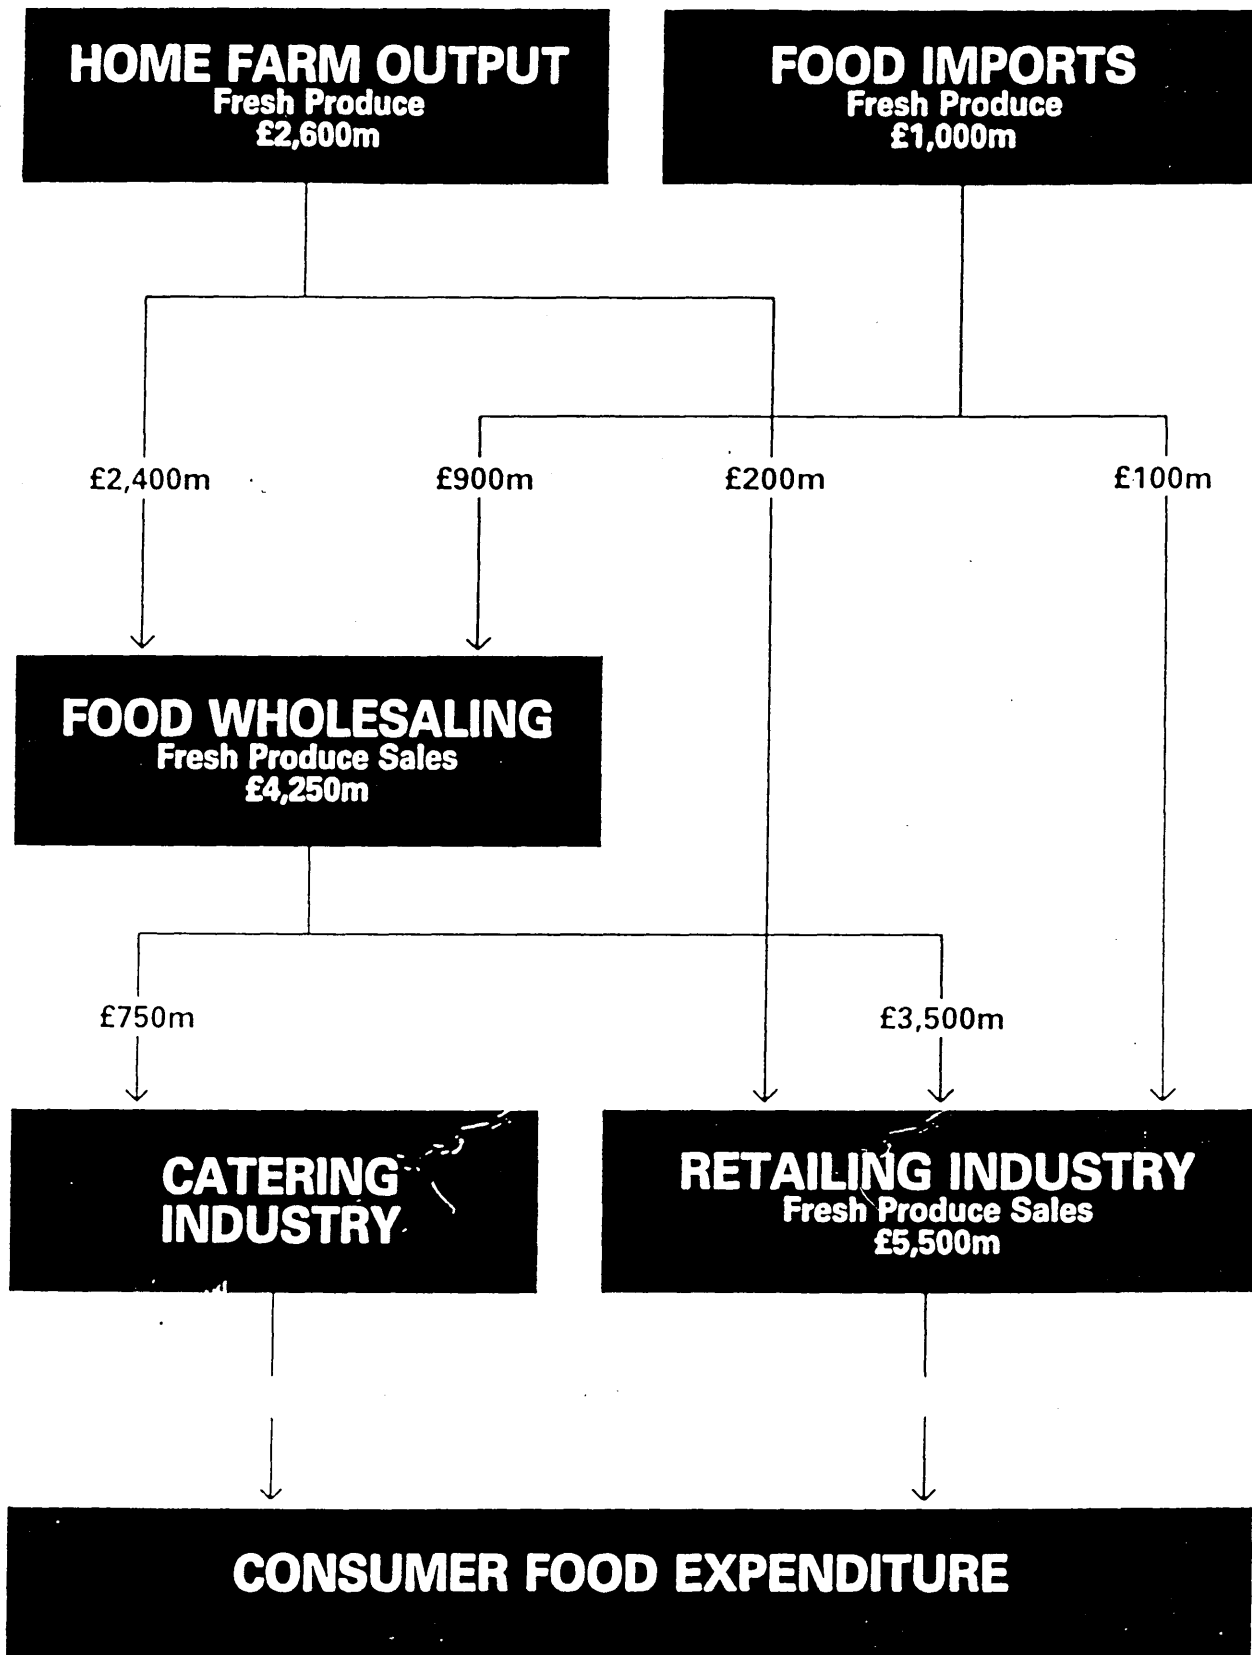 HOME FARM OUTPUT
Fresh Produce
£2,600m
FOOD IMPORTS
Fresh Produce
£1,000m
£2,400m
£900m
£200m
£100m
FOOD WHOLESALING
Fresh Produce Sales
£4,250m
£750m
£3,500m
CATERING
INDUSTRY
RETAILING INDUSTRY
Fresh Produce Sales
£5,500m
CONSUMER FOOD EXPENDITURE